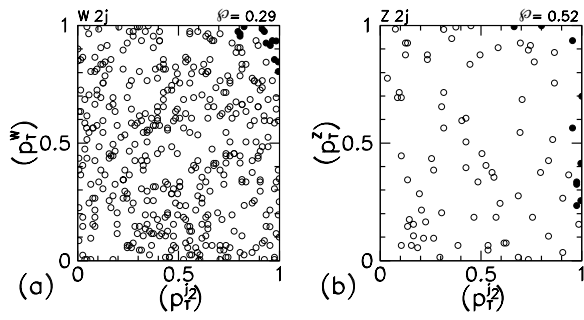 W 2j ℘= 0.29
1
0.5
0
0 0.5 1
(p_T^W)
(p_T^j2)
(a)
Z 2j ℘= 0.52
1
0.5
0
0 0.5 1
(p_T^Z)
(p_T^j2)
(b)